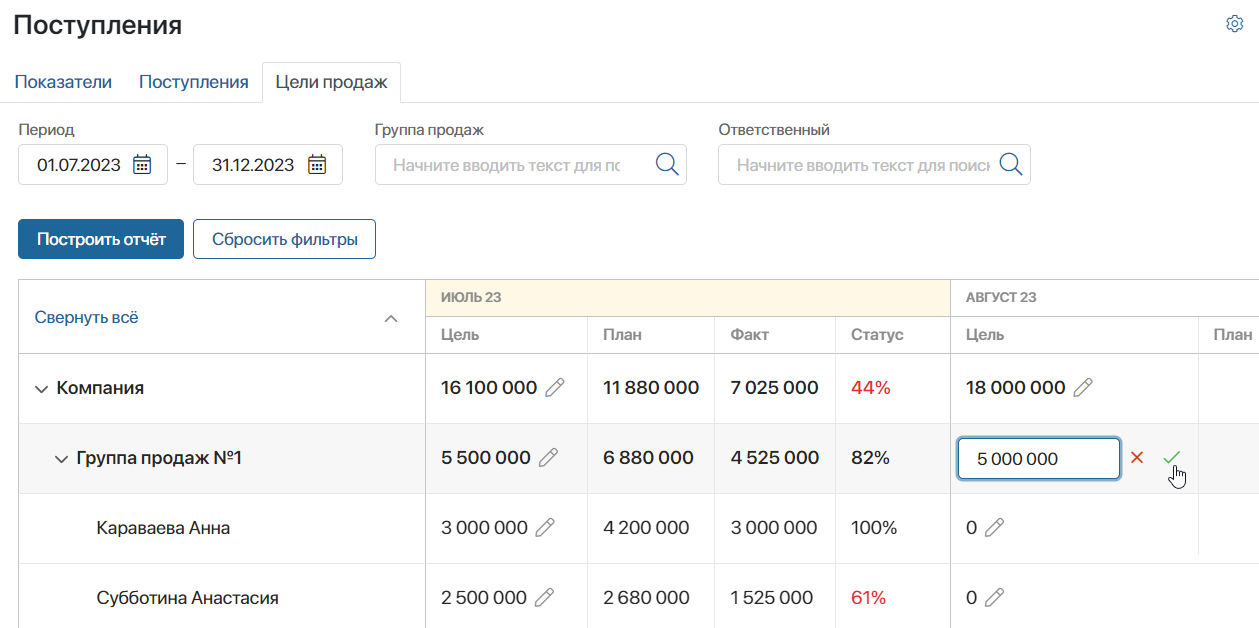 Поступления
Показатели Поступления Цели продаж
Период Группа продаж Ответственный
01.07.2023 – 31.12.2023 Начните вводить текст для по Начните вводить текст для поиск
Построить отчёт Сбросить фильтры
Свернуть всё ИЮЛЬ 23 АВГУСТ 23
Цель План Факт Статус Цель План
Компания 16 100 000 11 880 000 7 025 000 44% 18 000 000
Группа продаж №1 5 500 000 6 880 000 4 525 000 82% 5 000 000
Караваева Анна 3 000 000 4 200 000 3 000 000 100% 0
Субботина Анастасия 2 500 000 2 680 000 1 525 000 61% 0